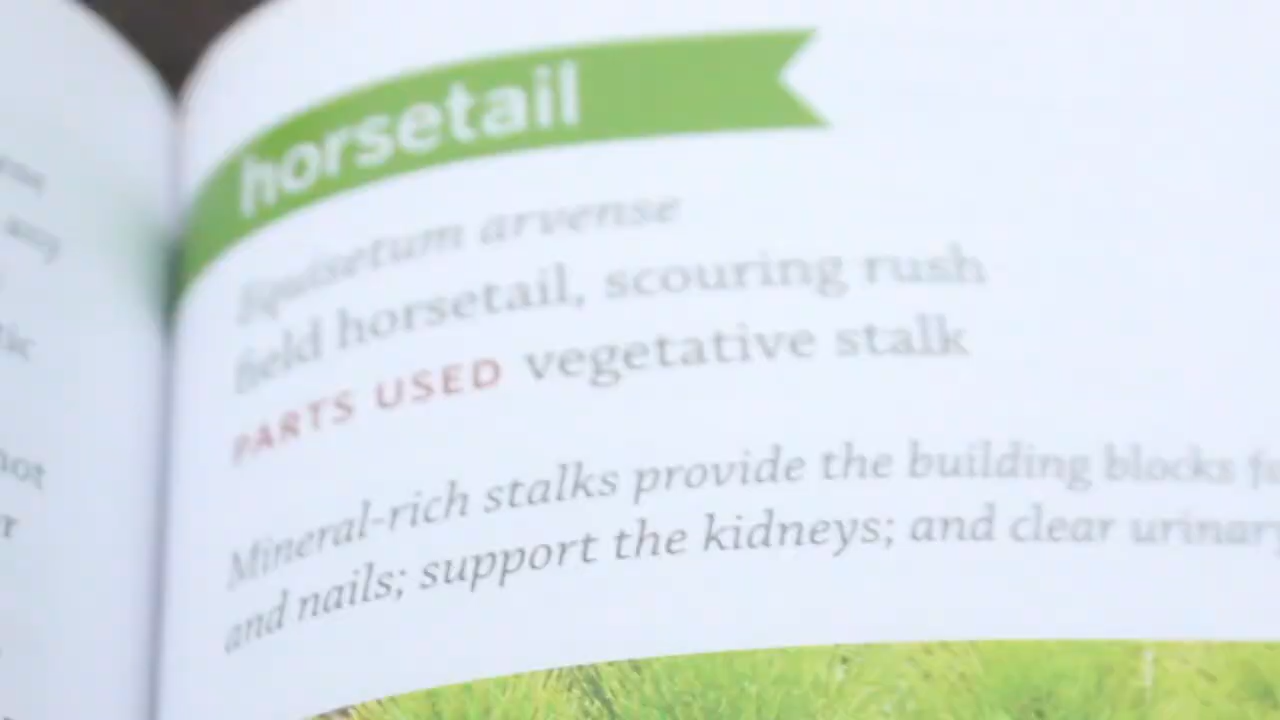 horsetail
Equisetum arvense
field horsetail, scouring rush
PARTS USED vegetative stalk
Mineral-rich stalks provide the building blocks
and nails; support the kidneys; and clear urinary
not